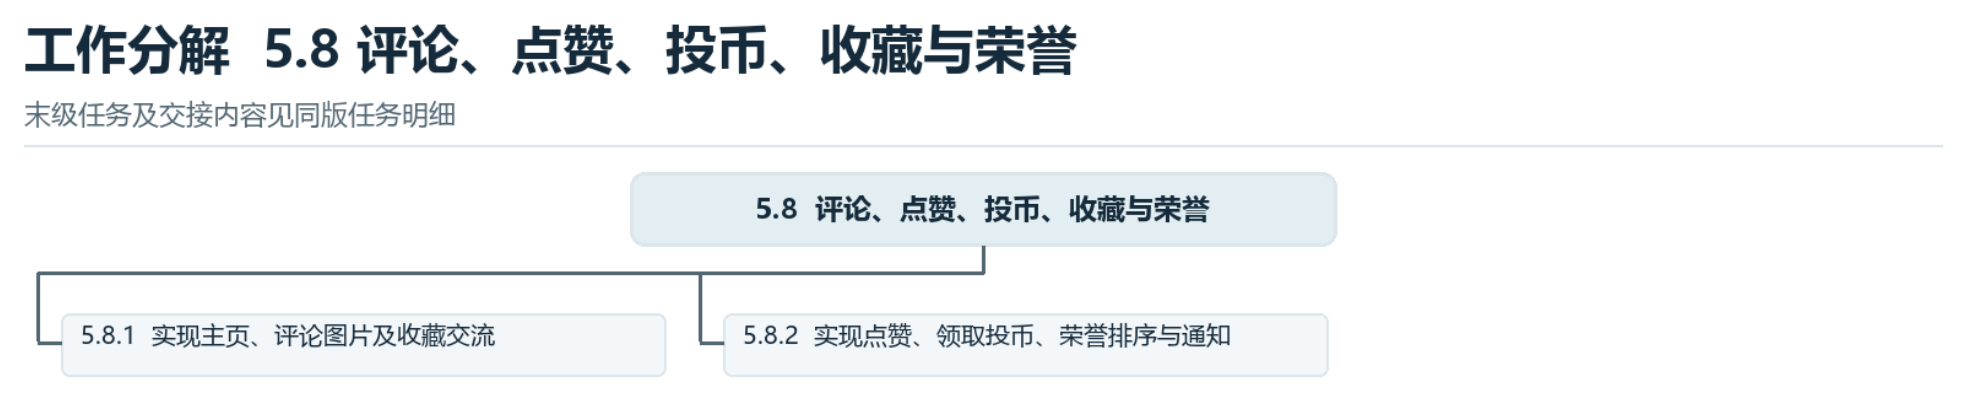 工作分解 5.8 评论、点赞、投币、收藏与荣誉
末级任务及交接内容见同版任务明细
5.8 评论、点赞、投币、收藏与荣誉
5.8.1 实现主页、评论图片及收藏交流
5.8.2 实现点赞、领取投币、荣誉排序与通知